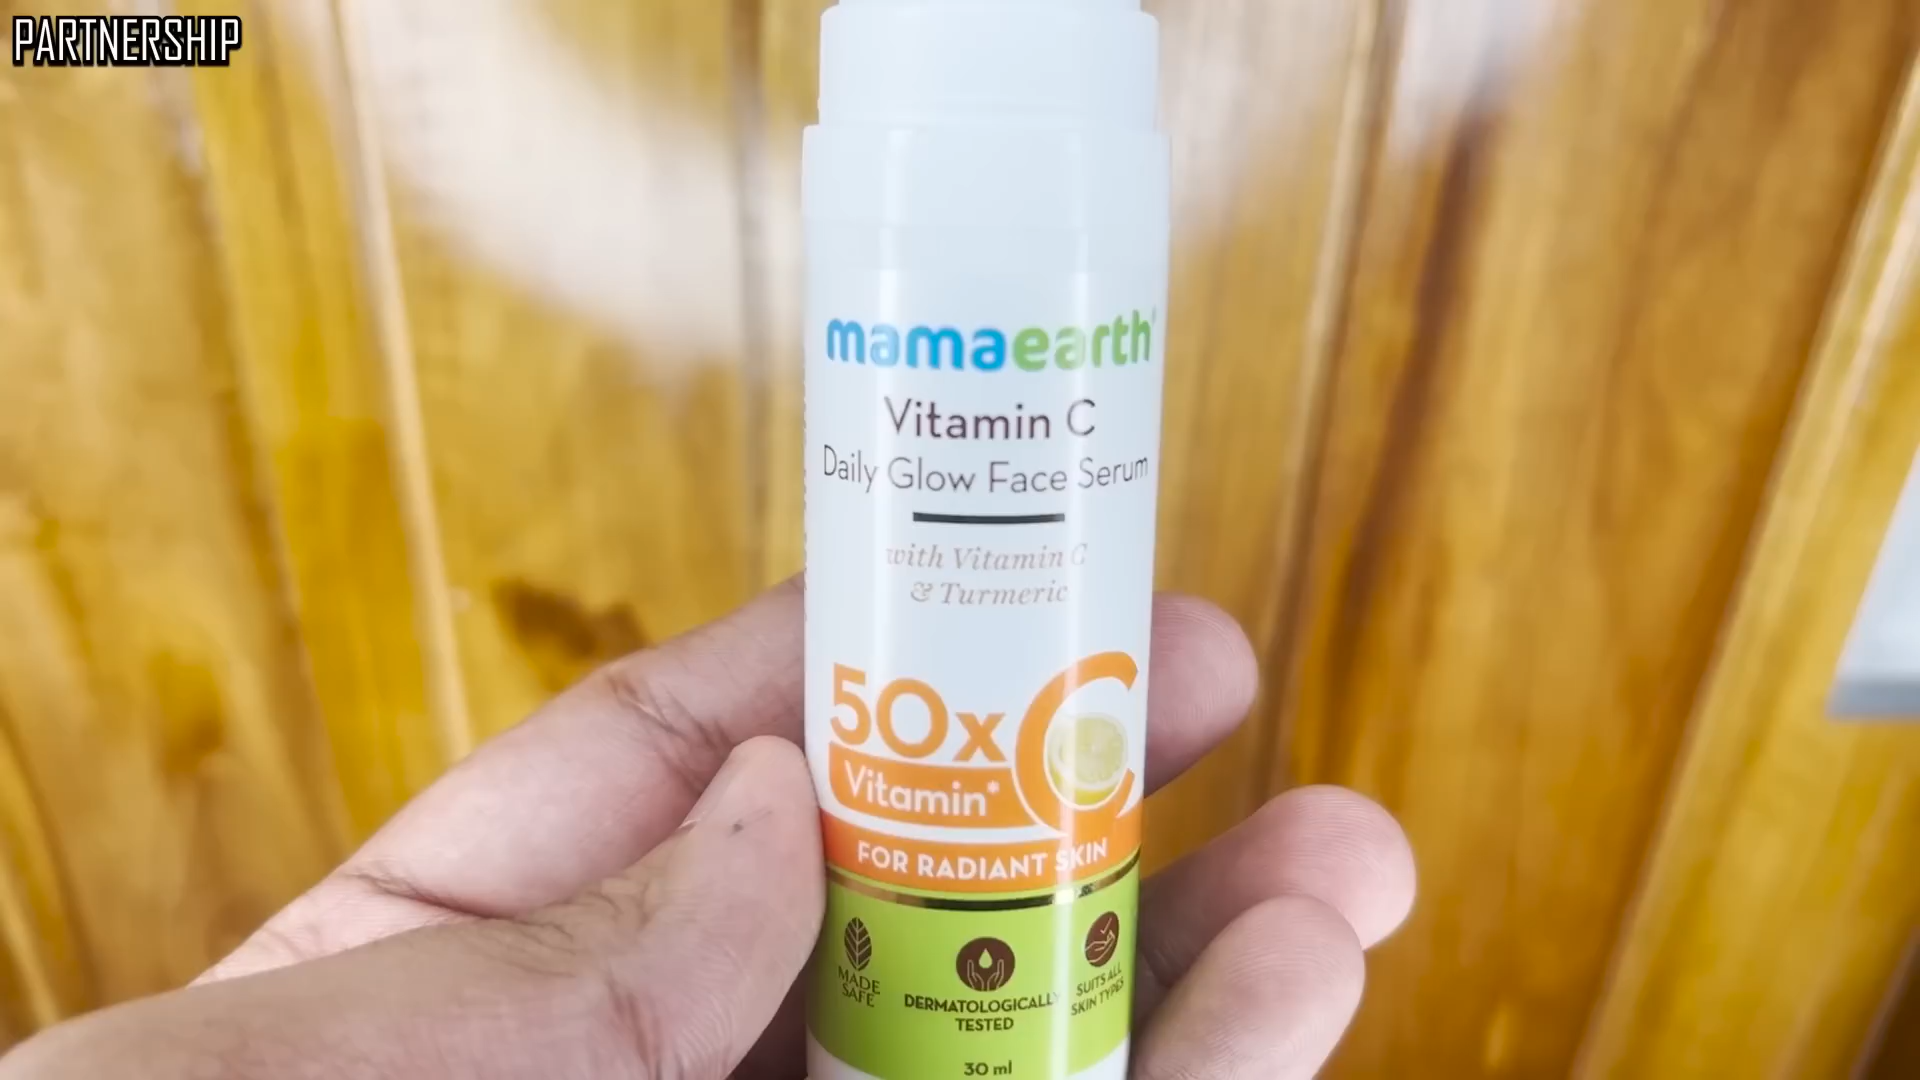 PARTNERSHIP
mamaearth
Vitamin C
Daily Glow Face Serum
with Vitamin C
& Turmeric
50x
Vitamin* C
FOR RADIANT SKIN
MADE
SAFE
DERMATOLOGICALLY
TESTED
SUITS ALL
SKIN TYPES
30 ml